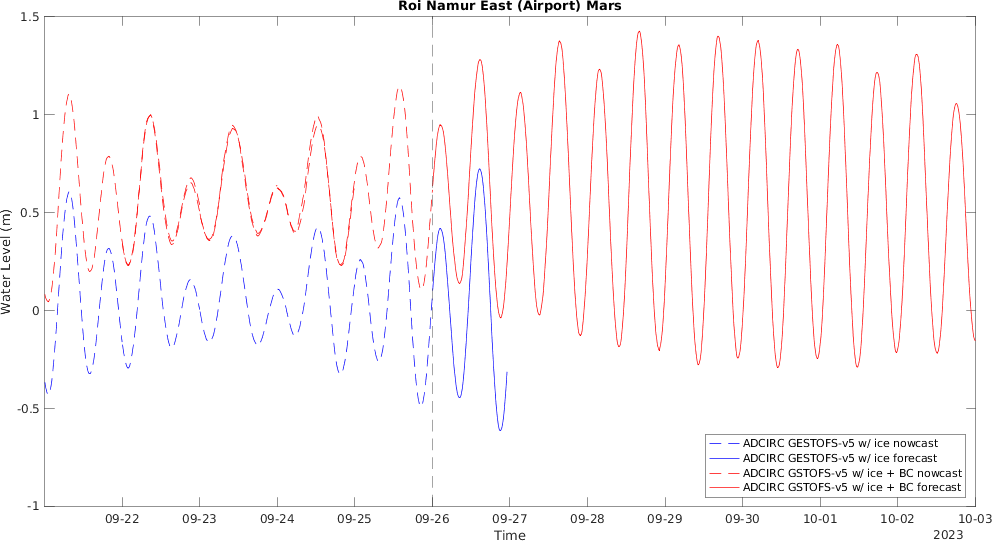 Roi Namur East (Airport) Mars
1.5
1
0.5
0
-0.5
-1
Water Level (m)
ADCIRC GESTOFS-v5 w/ ice nowcast
ADCIRC GESTOFS-v5 w/ ice forecast
ADCIRC GSTOFS-v5 w/ ice + BC nowcast
ADCIRC GSTOFS-v5 w/ ice + BC forecast
09-22 09-23 09-24 09-25 09-26 09-27 09-28 09-29 09-30 10-01 10-02 10-03
Time
2023